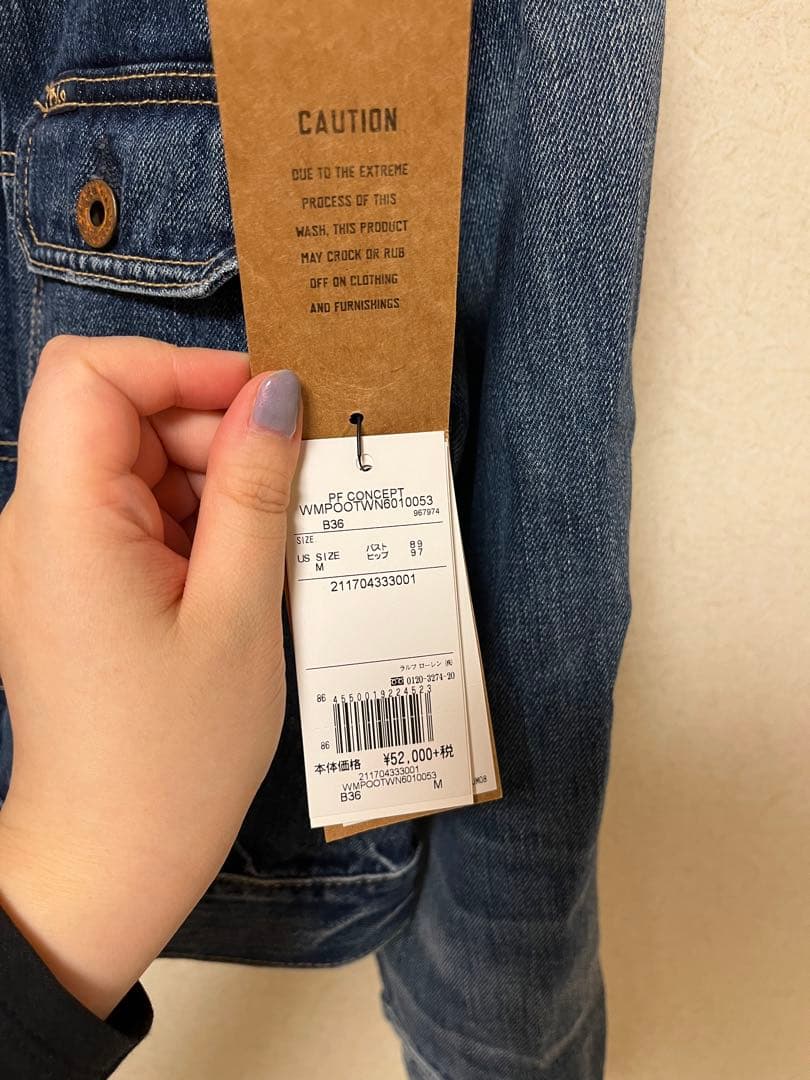 CAUTION
DUE TO THE EXTREME
PROCESS OF THIS
WASH, THIS PRODUCT
MAY CROCK OR RUB
OFF ON CLOTHING
AND FURNISHINGS
PF CONCEPT
WMPOOTWN6010053
B36 967974
SIZE
US SIZE バスト 89
M ヒップ 97
211704333001
ラルフ ローレン (株)
0120-3274-20
86 4550019224523
86
本体価格 ¥52,000+税
211704333001
WMPOOTWN6010053
B36 M